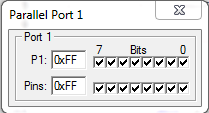 Parallel Port 1
Port 1
7 Bits 0
P1: 0xFF
Pins: 0xFF